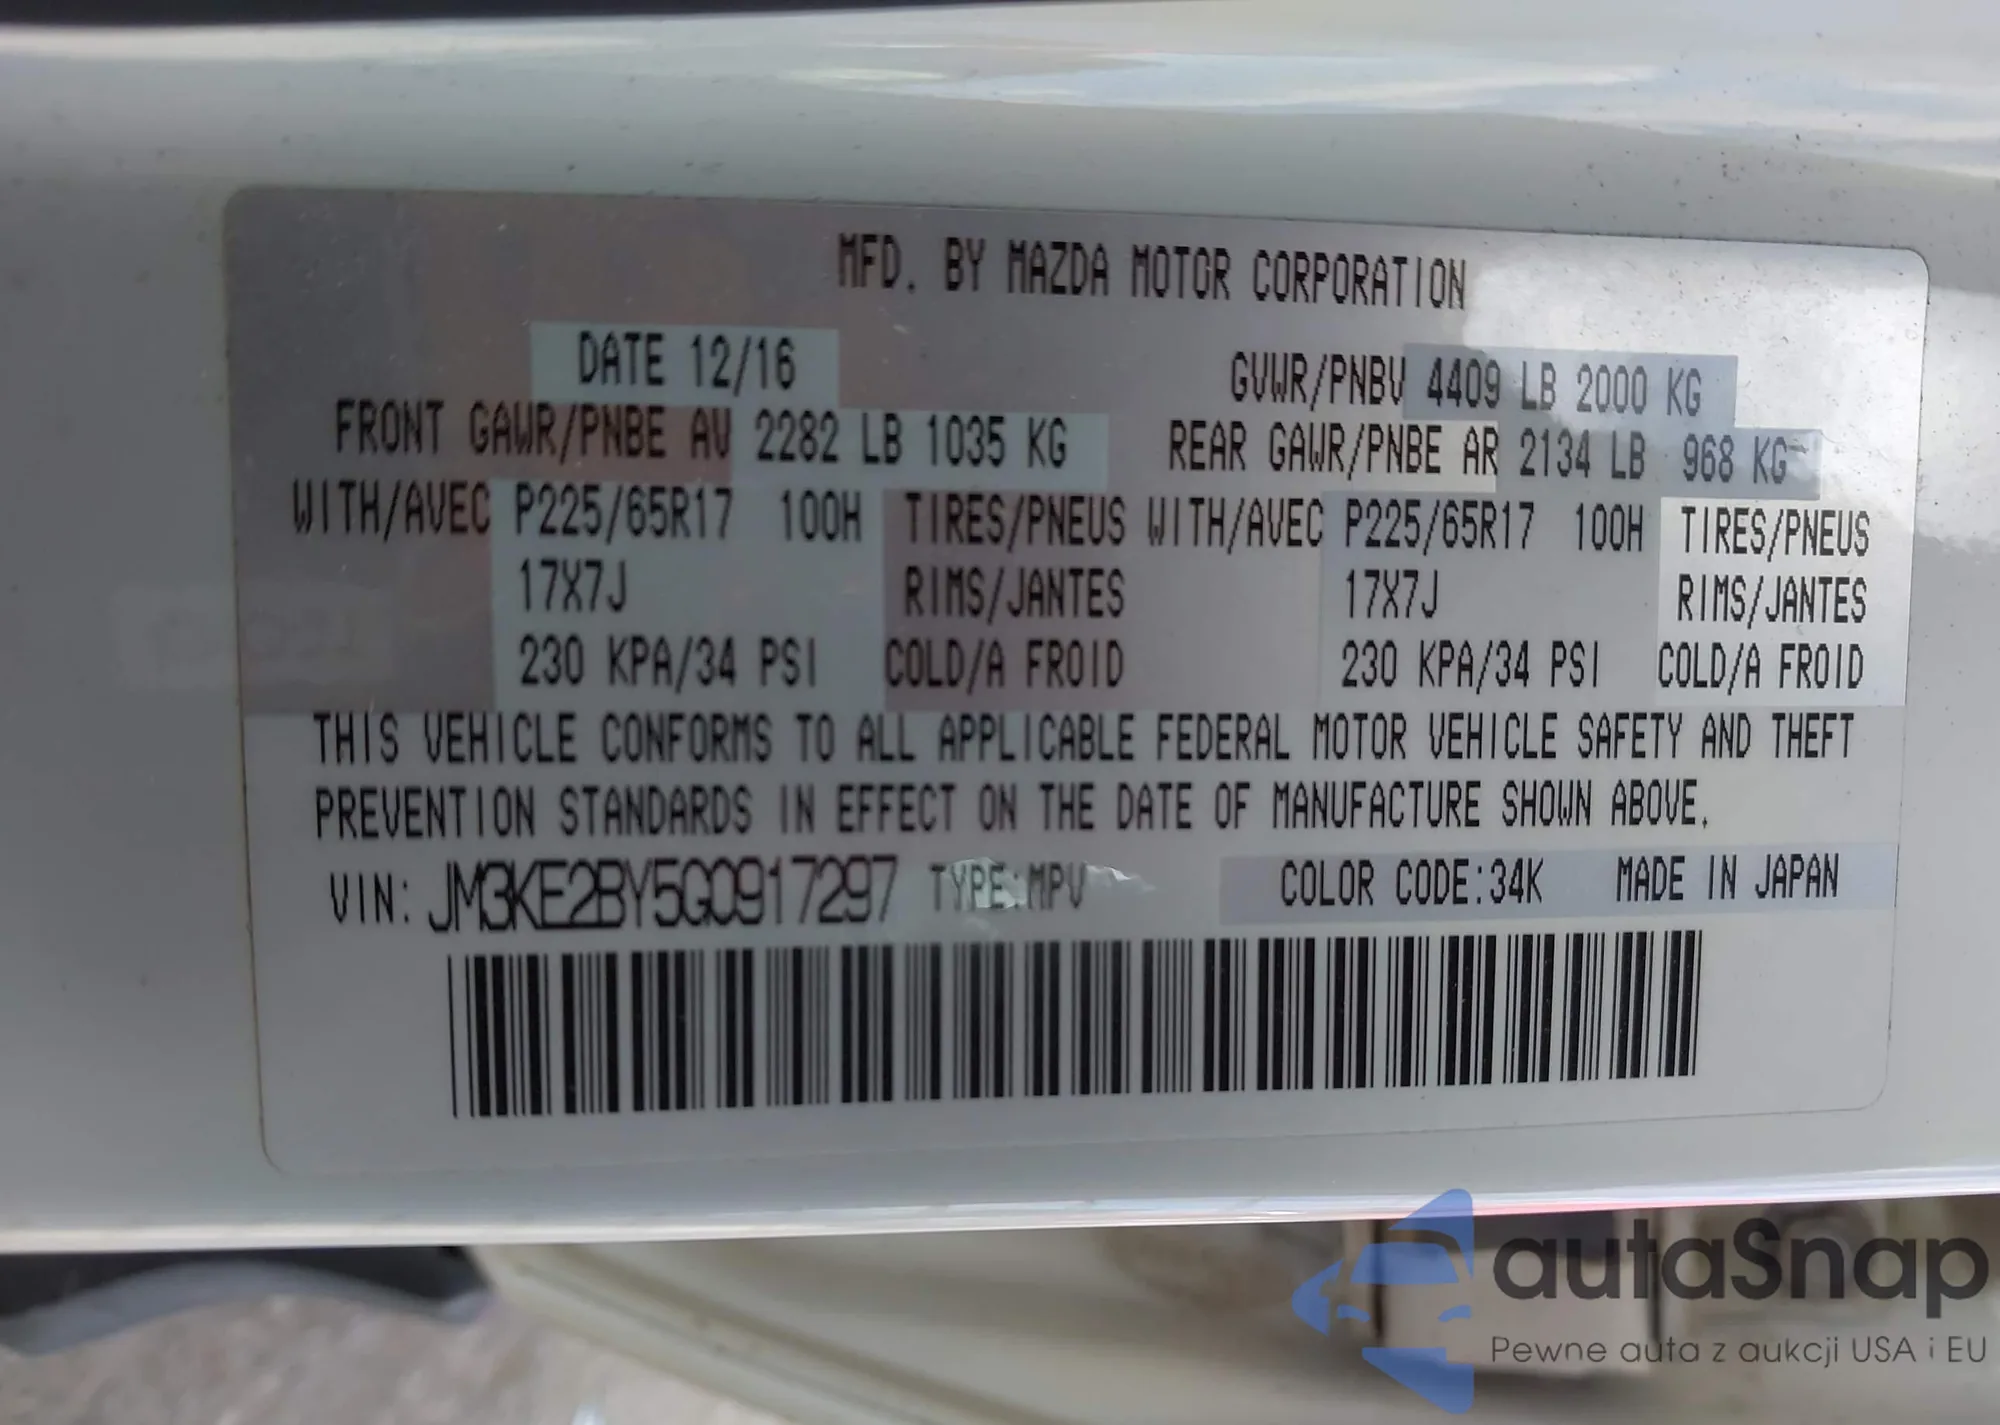 MFD. BY MAZDA MOTOR CORPORATION
DATE 12/16 GVWR/PNBV 4409 LB 2000 KG
FRONT GAWR/PNBE AV 2282 LB 1035 KG REAR GAWR/PNBE AR 2134 LB 968 KG
WITH/AVEC P225/65R17 100H TIRES/PNEUS WITH/AVEC P225/65R17 100H TIRES/PNEUS
17X7J RIMS/JANTES 17X7J RIMS/JANTES
230 KPA/34 PSI COLD/A FROID 230 KPA/34 PSI COLD/A FROID
THIS VEHICLE CONFORMS TO ALL APPLICABLE FEDERAL MOTOR VEHICLE SAFETY AND THEFT
PREVENTION STANDARDS IN EFFECT ON THE DATE OF MANUFACTURE SHOWN ABOVE.
VIN: JM3KE2BY5G0917297 TYPE:MPV COLOR CODE:34K MADE IN JAPAN
autaSnap
Pewne auta z aukcji USA i EU